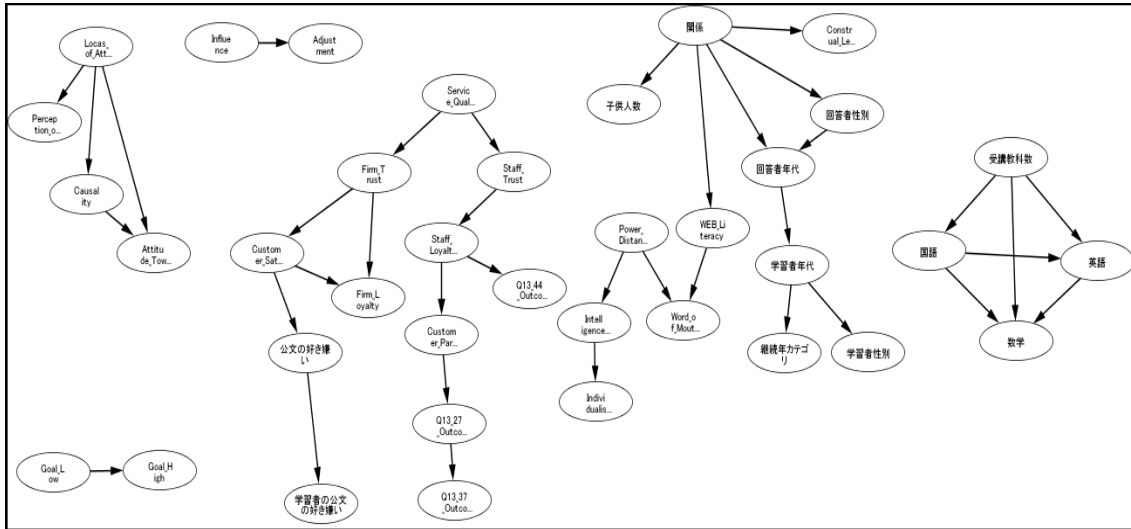 Locas_
of_Att...
Influe
nce
Adjust
ment
関係
Constr
ual_Le...
Percep
tion_o...
Servic
e_Qual...
子供人数
回答者性別
Causal
ity
Firm_T
rust
Staff_
Trust
回答者年代
受講教科数
Attitu
de_Tow...
Custom
er_Sat...
Staff_
Loyalt...
Power_
Distan...
WEB_Li
teracy
学習者年代
国語
英語
Firm_L
oyalty
Q13_44
_Outco...
Intell
igence...
Word_o
f_Mout...
公文の好き嫌
い
Custom
er_Par...
継続年カテゴ
リ
学習者性別
数学
Indivi
dualis...
Q13_27
_Outco...
Goal_L
ow
Goal_H
igh
学習者の公文
の好き嫌い
Q13_37
_Outco...